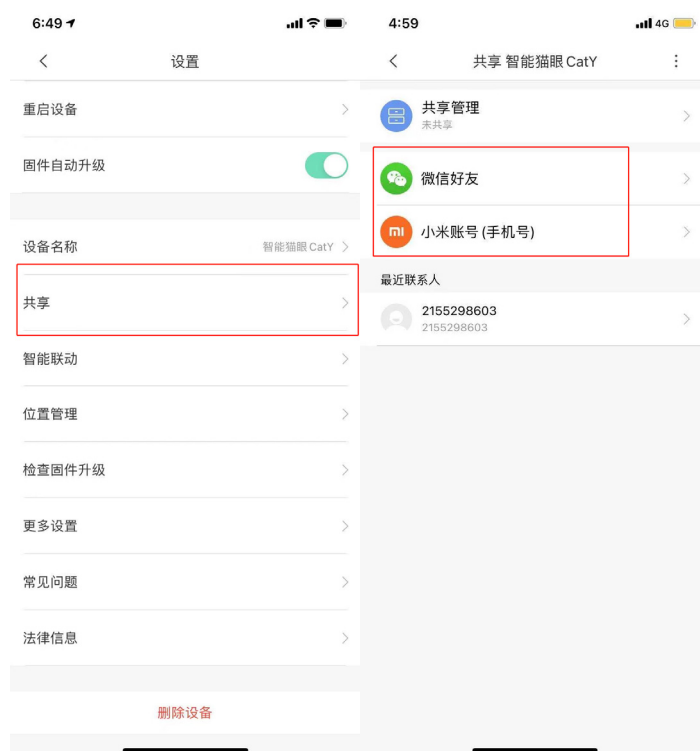 6:49
设置
重启设备
固件自动升级
设备名称
智能猫眼 CatY
共享
智能联动
位置管理
检查固件升级
更多设置
常见问题
法律信息
删除设备
4:59
4G
共享 智能猫眼 CatY
共享管理
未共享
微信好友
小米账号 (手机号)
最近联系人
2155298603
2155298603